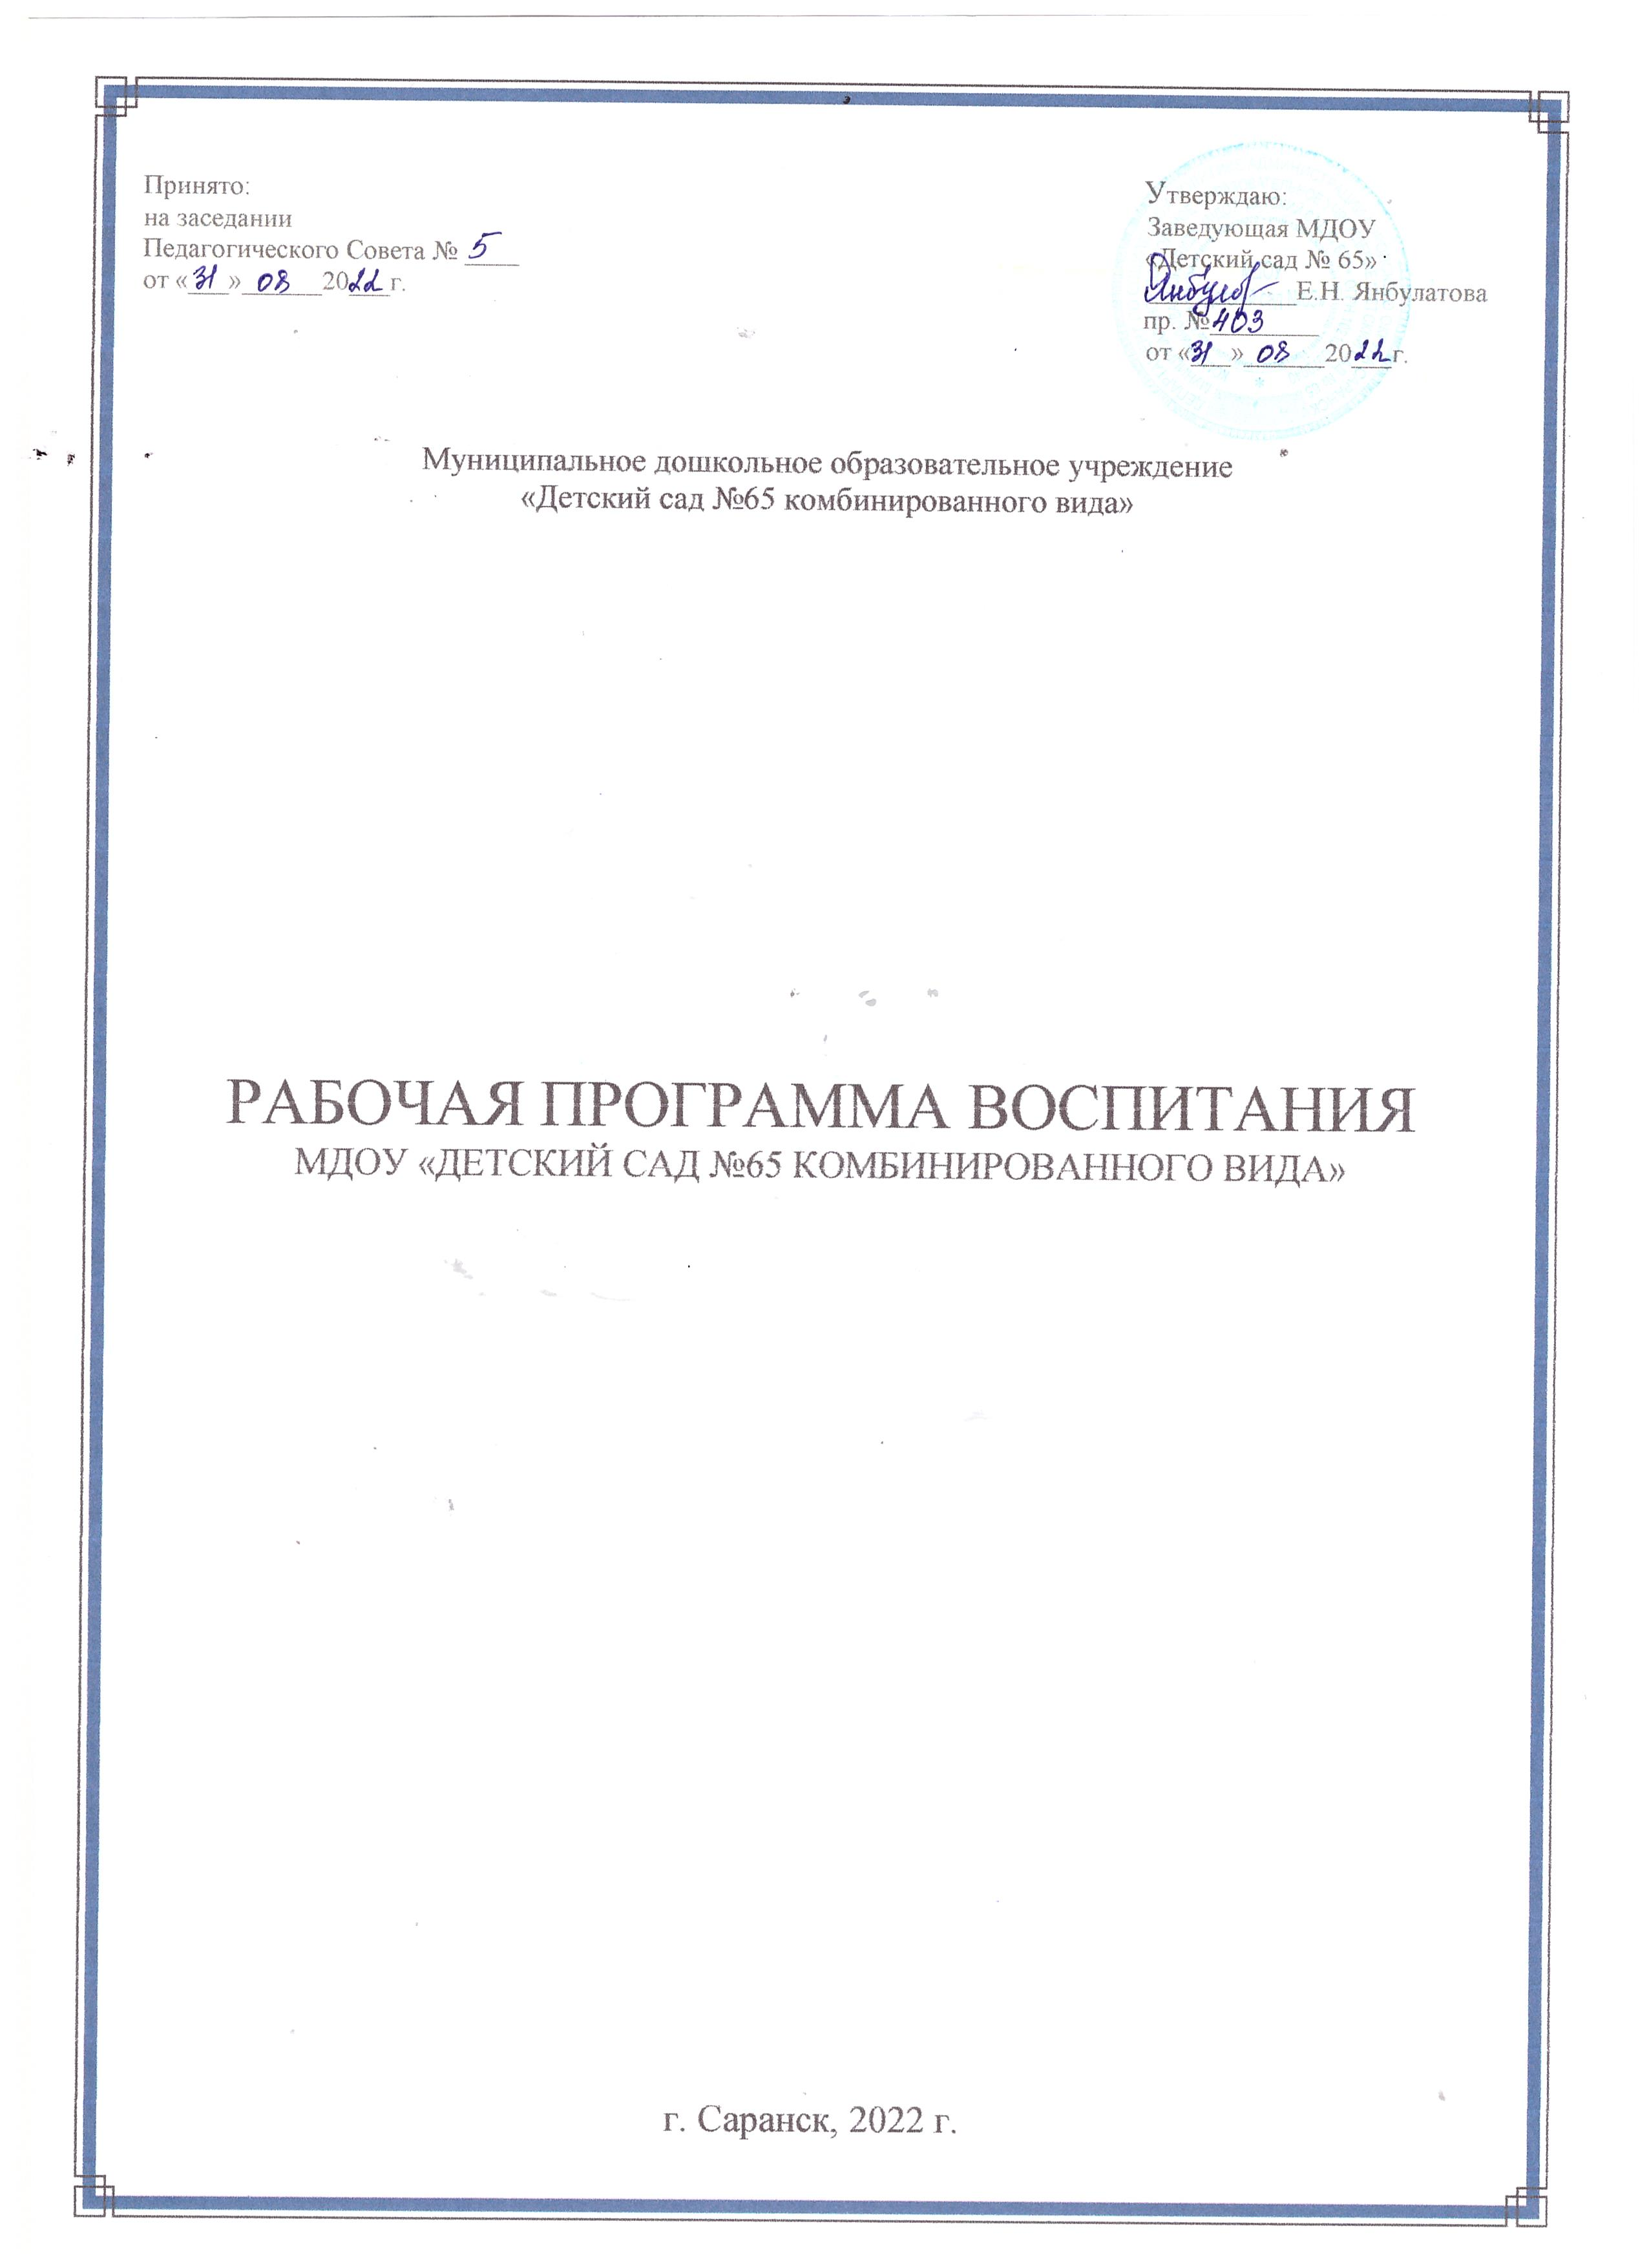 Принято:
на заседании
Педагогического Совета № 5
от «31» 08 2022 г.
Утверждаю:
Заведующая МДОУ
«Детский сад № 65»
Е.Н. Янбулатова
пр. № 403
от «31» 08 2022 г.
Муниципальное дошкольное образовательное учреждение
«Детский сад №65 комбинированного вида»
РАБОЧАЯ ПРОГРАММА ВОСПИТАНИЯ
МДОУ «ДЕТСКИЙ САД №65 КОМБИНИРОВАННОГО ВИДА»
г. Саранск, 2022 г.